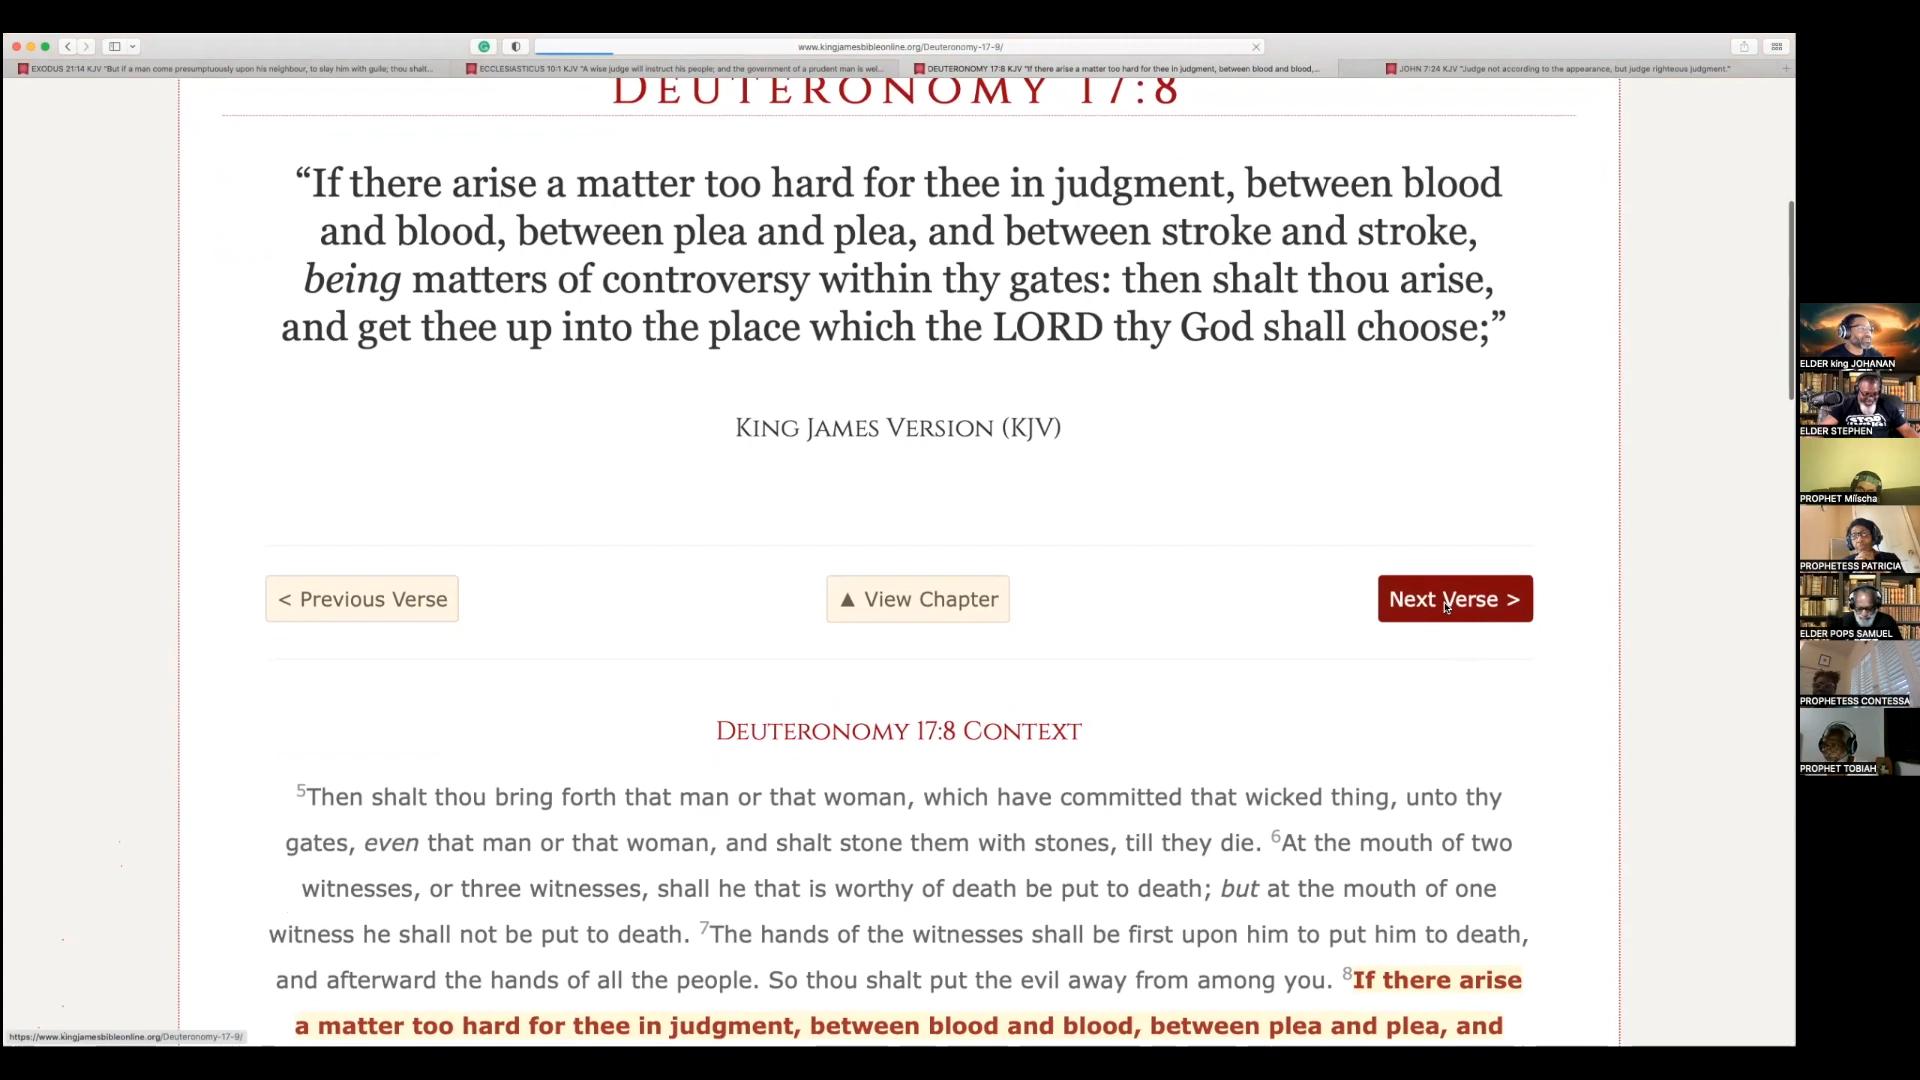 www.kingjamesbibleonline.org/Deuteronomy-17-9/
EXODUS 21:14 KJV "But if a man come presumptuously upon his neighbour, to slay him with guile; thou shalt...
ECCLESIASTICUS 10:1 KJV "A wise judge will instruct his people; and the government of a prudent man is wel...
DEUTERONOMY 17:8 KJV "If there arise a matter too hard for thee in judgment, between blood and blood,...
JOHN 7:24 KJV "Judge not according to the appearance, but judge righteous judgment."
DEUTERONOMY 17:8
“If there arise a matter too hard for thee in judgment, between blood
and blood, between plea and plea, and between stroke and stroke,
being matters of controversy within thy gates: then shalt thou arise,
and get thee up into the place which the LORD thy God shall choose;”
KING JAMES VERSION (KJV)
< Previous Verse
▲ View Chapter
Next Verse >
DEUTERONOMY 17:8 CONTEXT
5Then shalt thou bring forth that man or that woman, which have committed that wicked thing, unto thy
gates, even that man or that woman, and shalt stone them with stones, till they die. 6At the mouth of two
witnesses, or three witnesses, shall he that is worthy of death be put to death; but at the mouth of one
witness he shall not be put to death. 7The hands of the witnesses shall be first upon him to put him to death,
and afterward the hands of all the people. So thou shalt put the evil away from among you. 8If there arise
a matter too hard for thee in judgment, between blood and blood, between plea and plea, and
https://www.kingjamesbibleonline.org/Deuteronomy-17-9/
ELDER king JOHANAN
STOP
ELDER STEPHEN
PROPHET Miischa
PROPHETESS PATRICIA
ELDER POPS SAMUEL
PROPHETESS CONTESSA
PROPHET TOBIAH